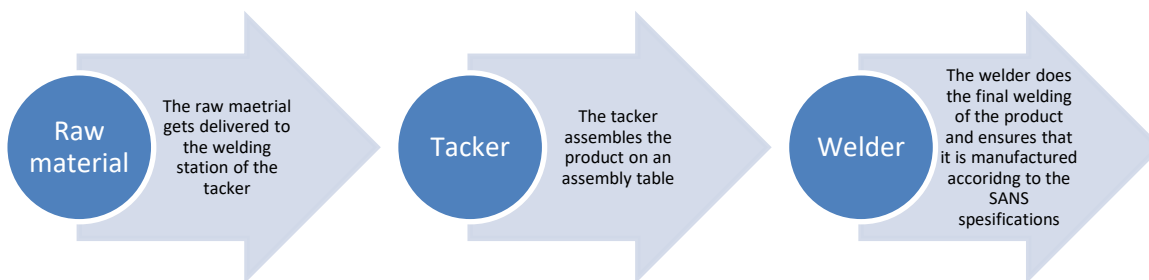 Raw
material
The raw maetrial
gets delivered to
the welding
station of the
tacker
Tacker
The tacker
assembles the
product on an
assembly table
Welder
The welder does
the final welding
of the product
and ensures that
it is manufactured
accoridng to the
SANS
spesifications